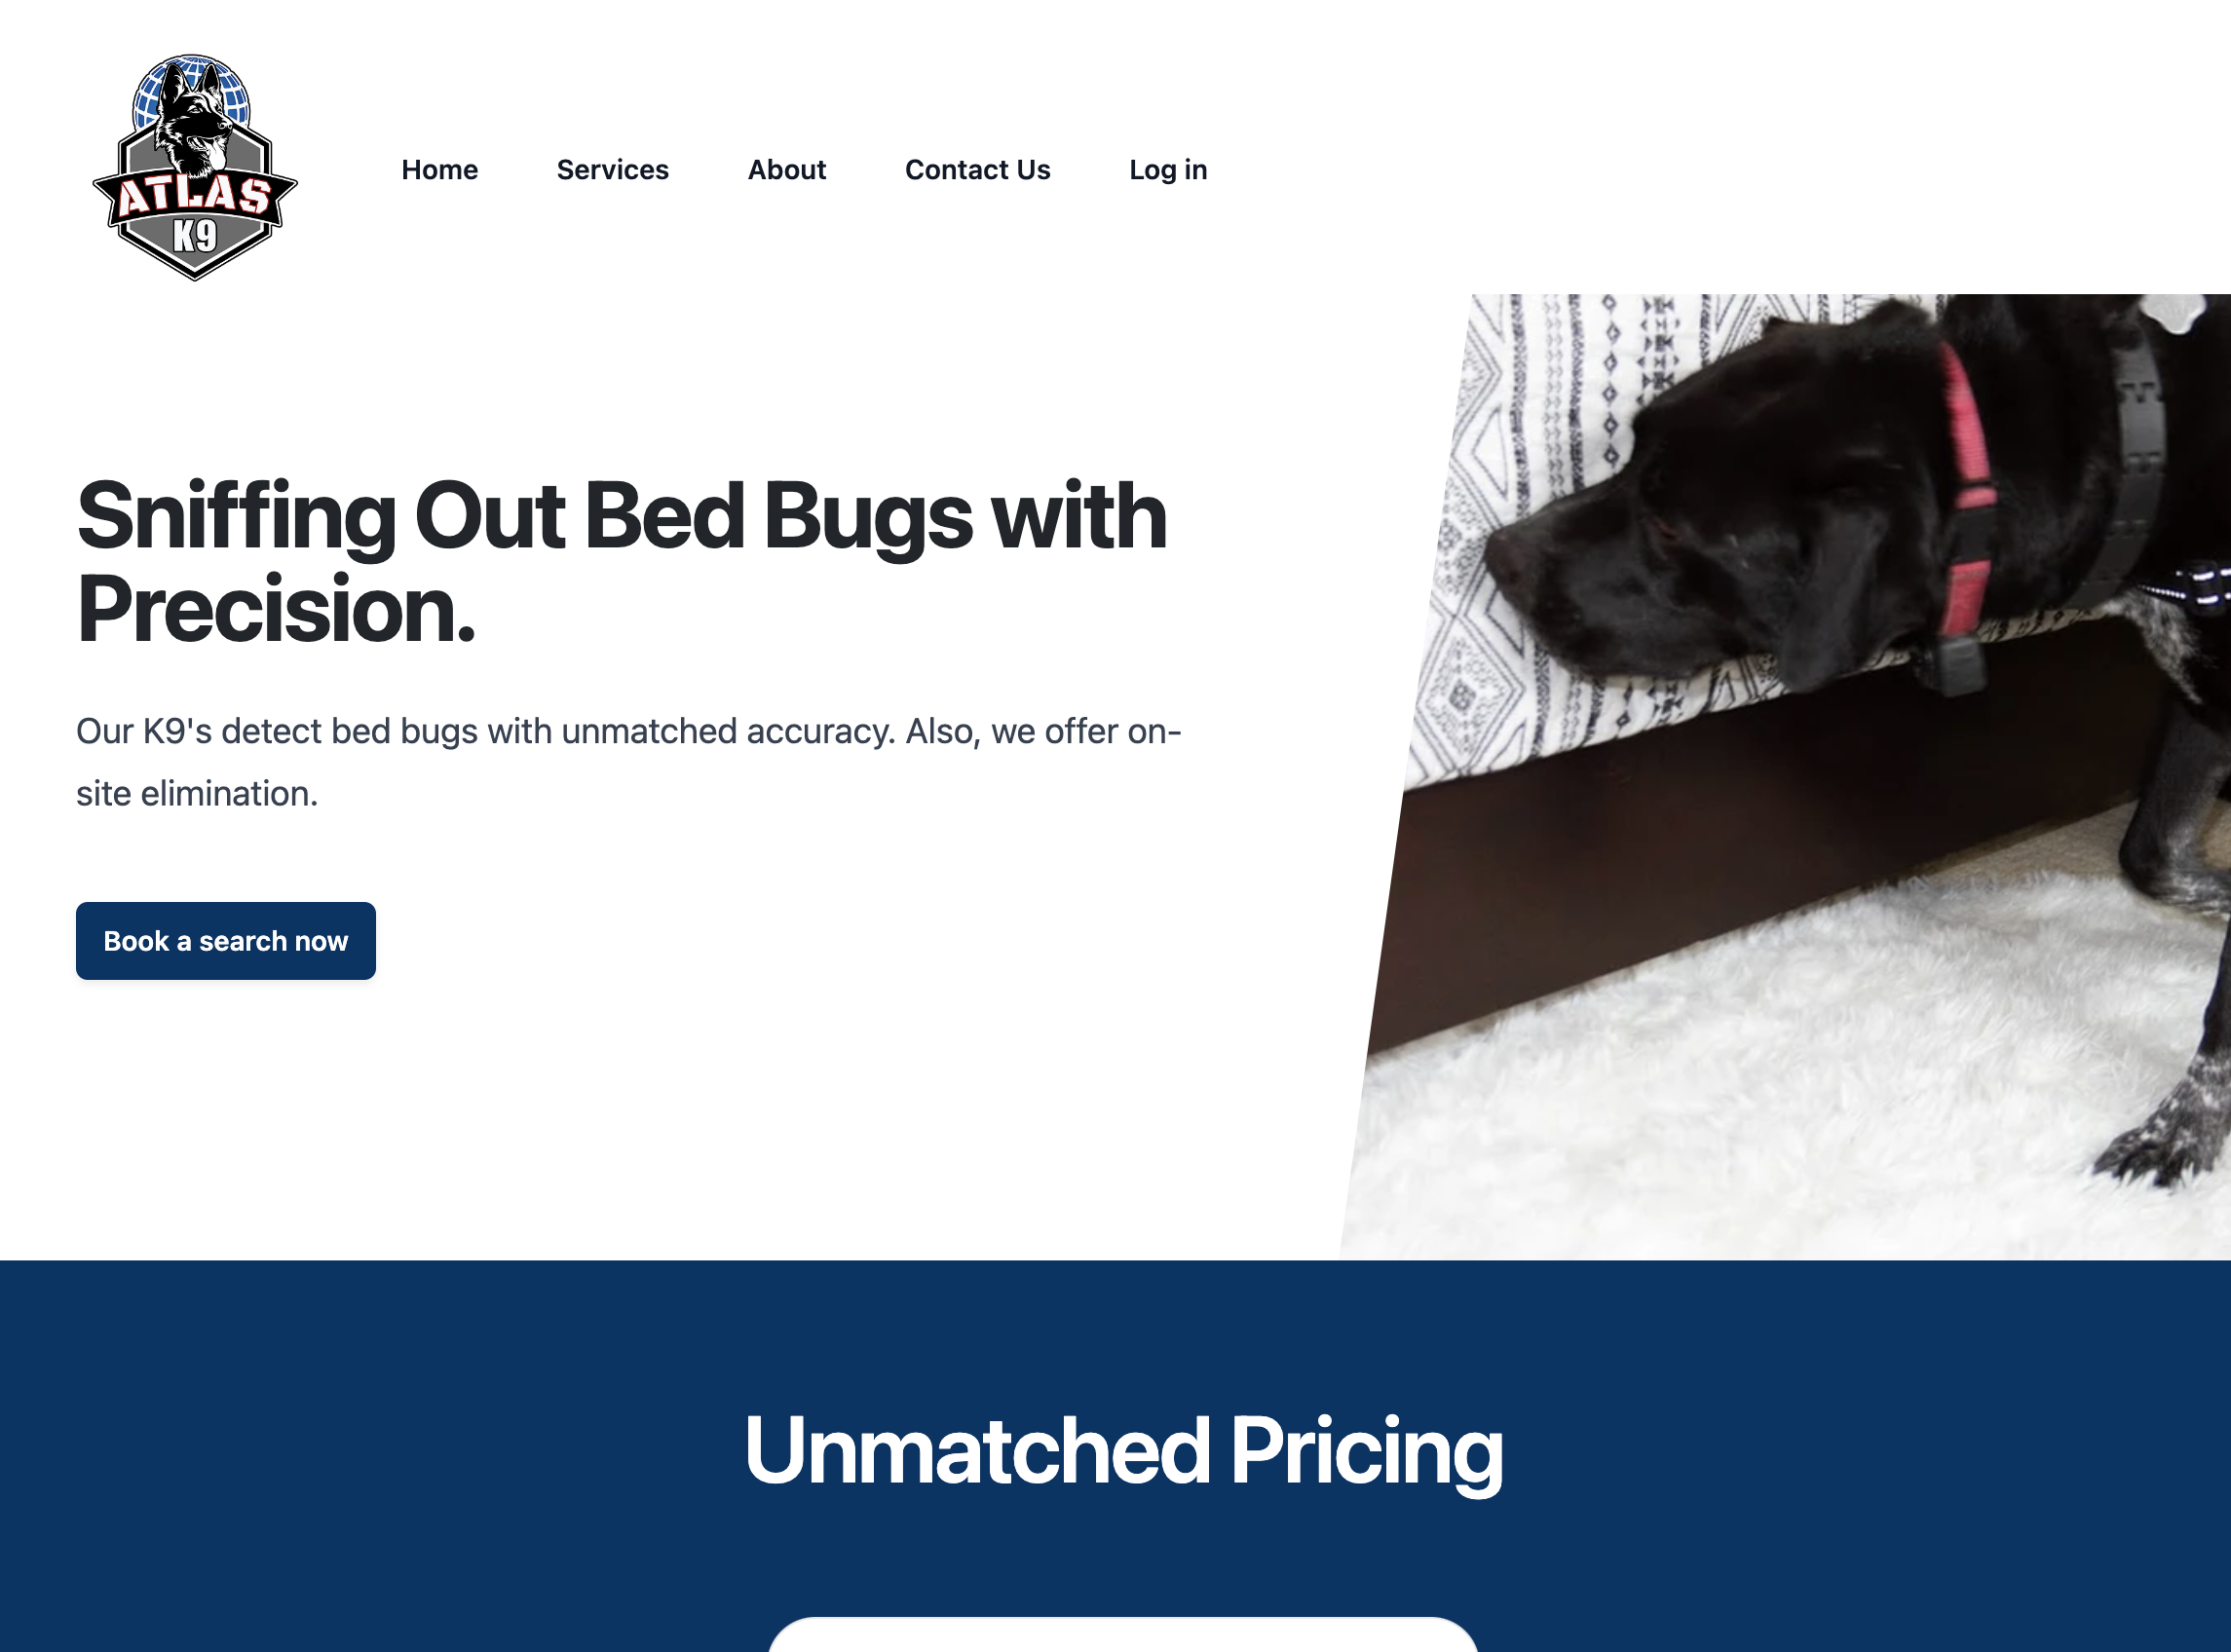 ATLAS
K9
Home Services About Contact Us Log in
Sniffing Out Bed Bugs with
Precision.
Our K9's detect bed bugs with unmatched accuracy. Also, we offer on-
site elimination.
Book a search now
Unmatched Pricing